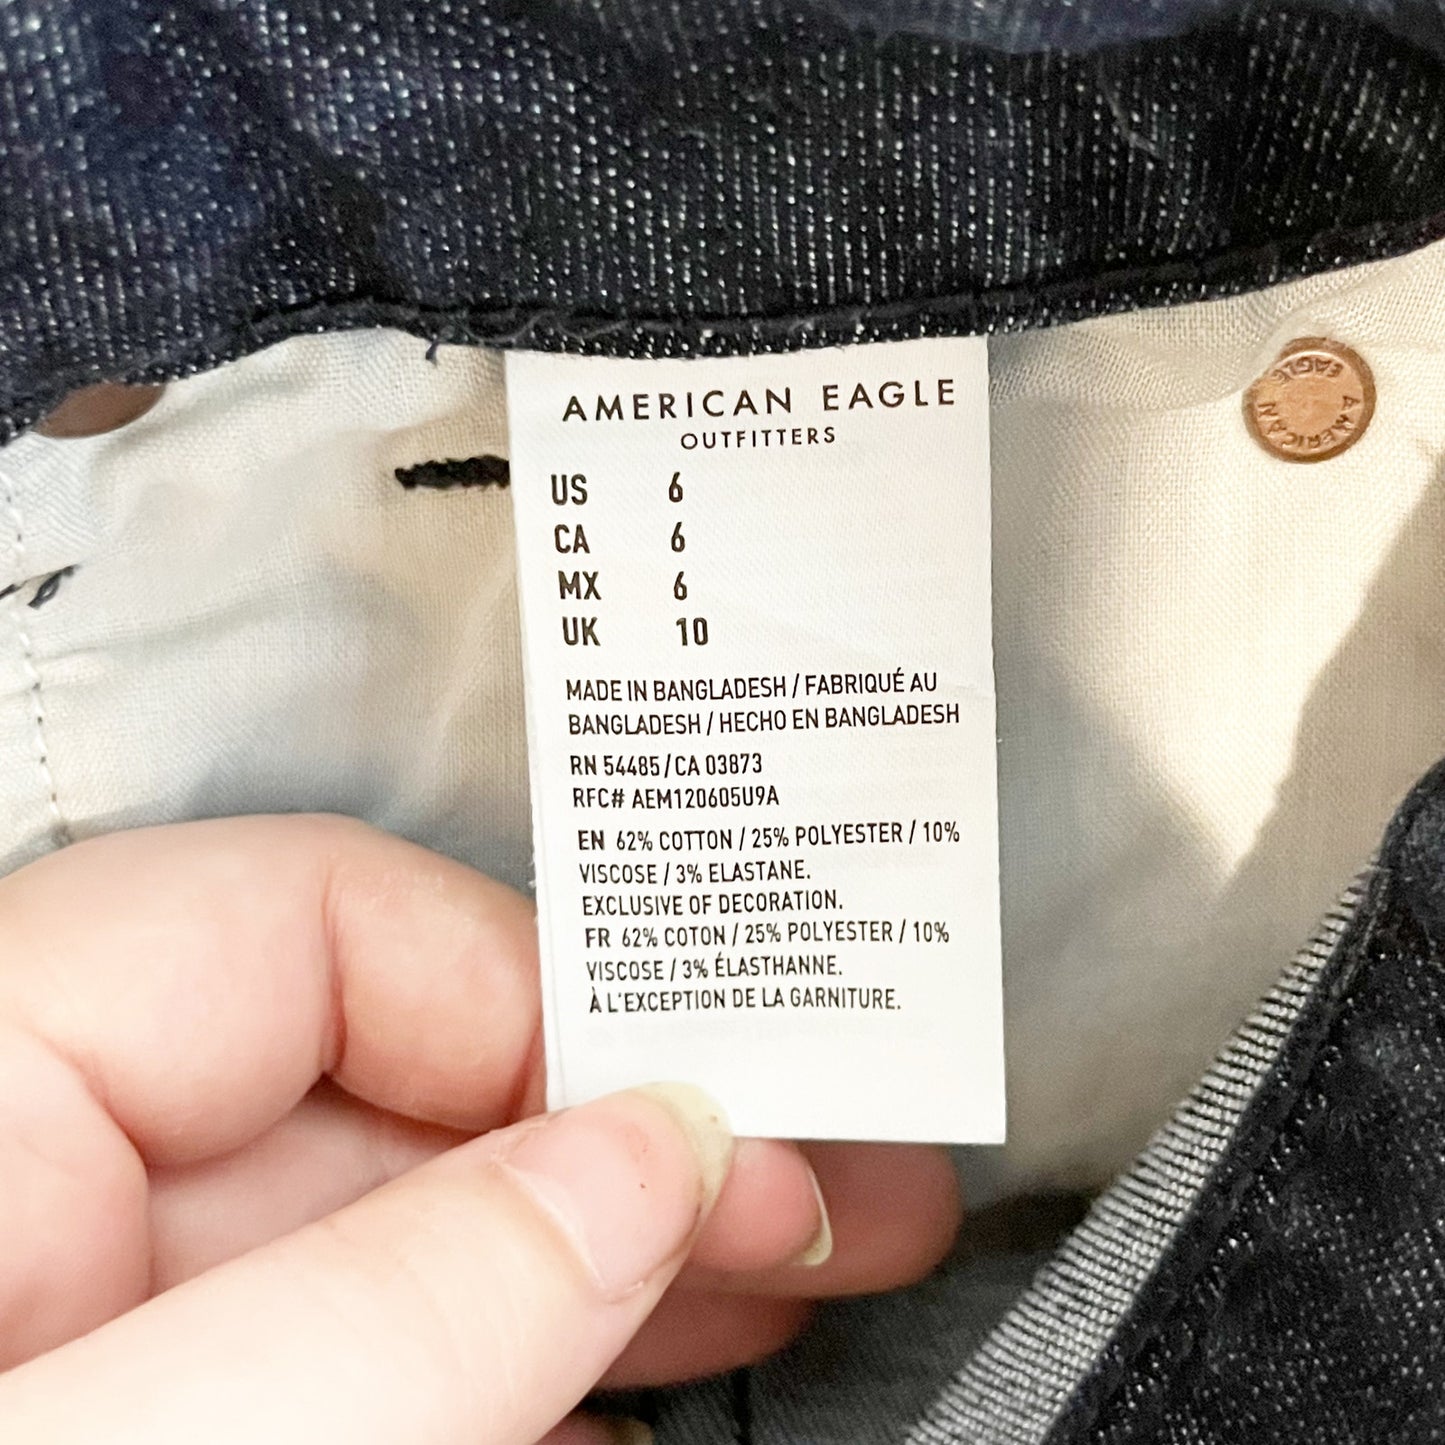 AMERICAN EAGLE
OUTFITTERS
US 6
CA 6
MX 6
UK 10
MADE IN BANGLADESH / FABRIQUÉ AU
BANGLADESH / HECHO EN BANGLADESH
RN 54485 / CA 03873
RFC# AEM120605U9A
EN 62% COTTON / 25% POLYESTER / 10%
VISCOSE / 3% ELASTANE.
EXCLUSIVE OF DECORATION.
FR 62% COTON / 25% POLYESTER / 10%
VISCOSE / 3% ÉLASTHANNE.
À L'EXCEPTION DE LA GARNITURE.
AMERICAN
EAGLE